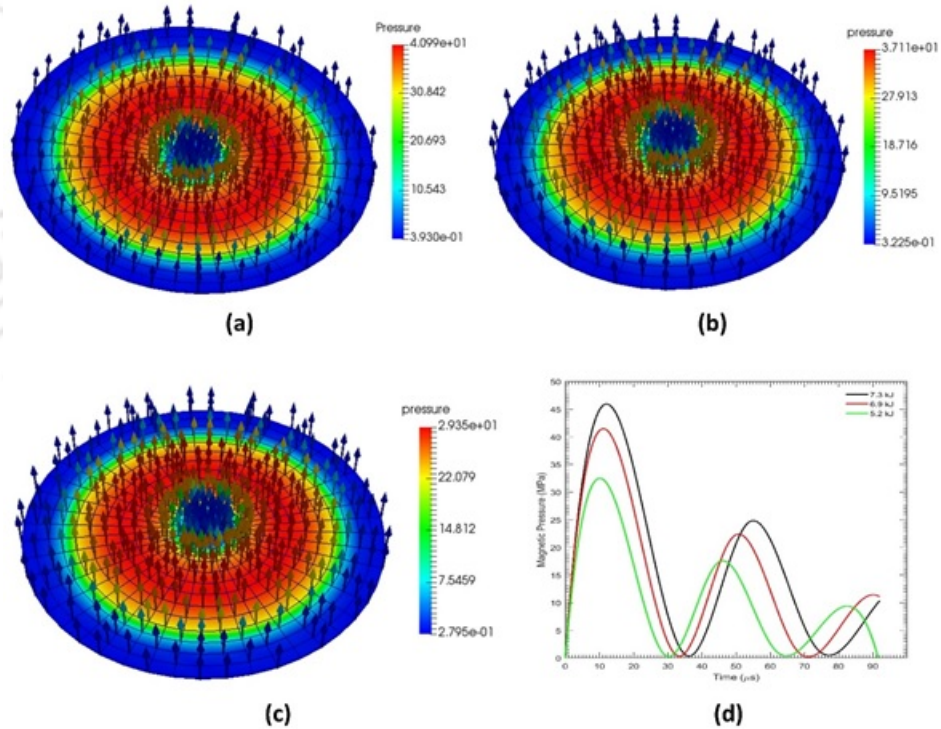 Pressure
4.099e+01
30.842
20.693
10.543
3.930e-01
(a)
pressure
3.711e+01
27.913
18.716
9.5195
3.225e-01
(b)
pressure
2.935e+01
22.079
14.812
7.5459
2.795e-01
(c)
50
45
40
35
30
25
20
15
10
5
0
Magnetic Pressure (MPa)
7.3 kJ
6.9 kJ
5.2 kJ
0 10 20 30 40 50 60 70 80 90
Time (μs)
(d)